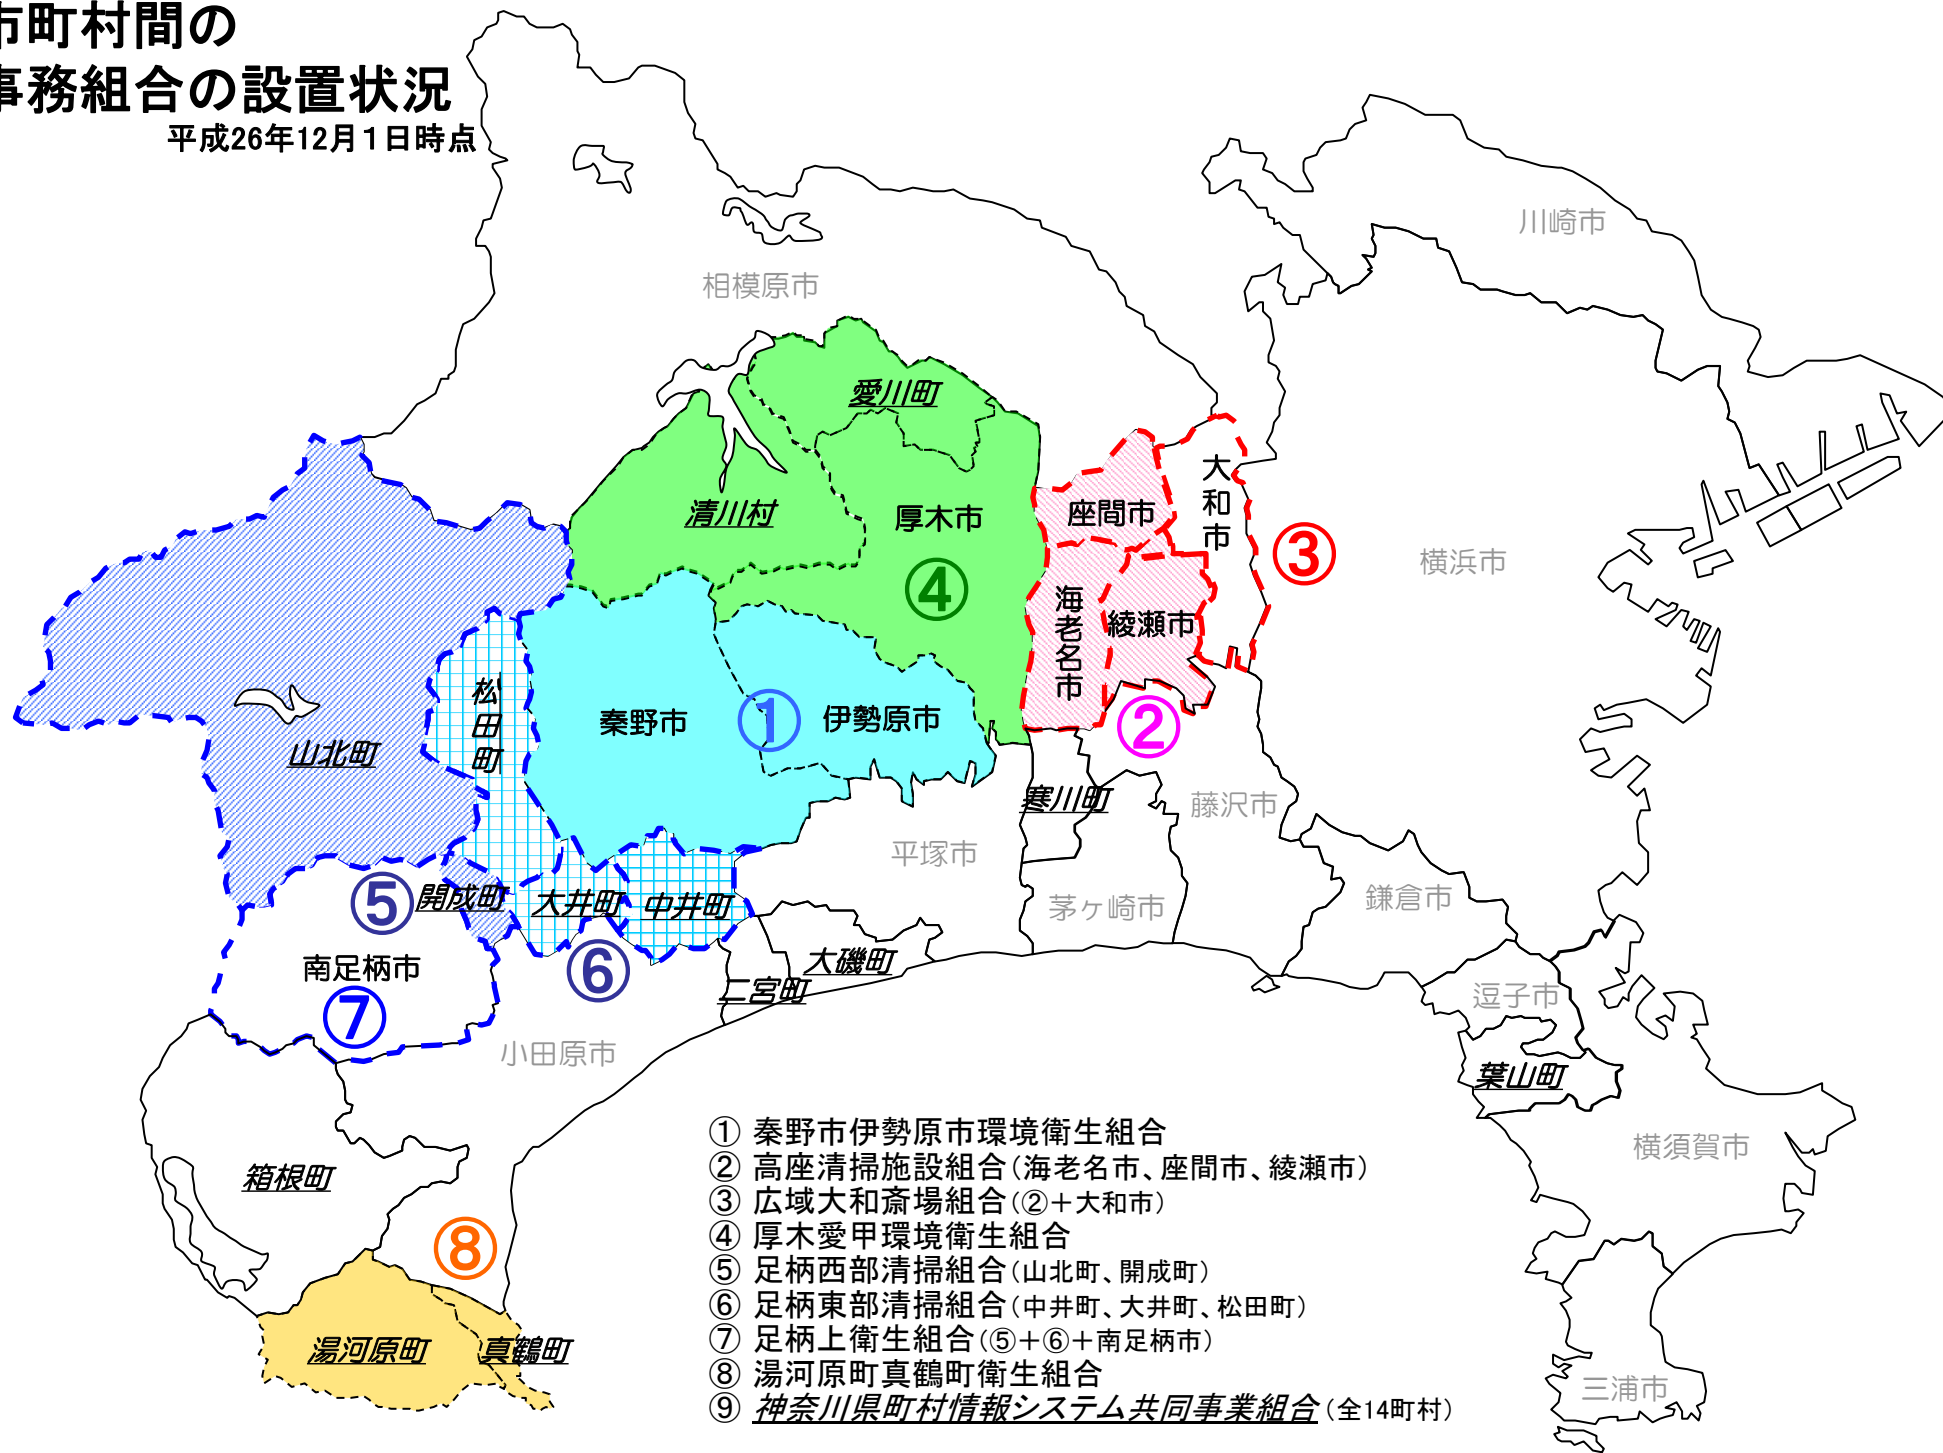 市町村間の
事務組合の設置状況
平成26年12月1日時点
川崎市
相模原市
愛川町
大和市
清川村
厚木市
座間市
③
横浜市
④
海老名市
綾瀬市
松田町
秦野市
①
伊勢原市
②
山北町
寒川町
藤沢市
平塚市
⑤
開成町
大井町
中井町
茅ヶ崎市
鎌倉市
南足柄市
⑥
大磯町
二宮町
逗子市
⑦
小田原市
葉山町
横須賀市
箱根町
⑧
湯河原町
真鶴町
三浦市
① 秦野市伊勢原市環境衛生組合
② 高座清掃施設組合(海老名市、座間市、綾瀬市)
③ 広域大和斎場組合(②+大和市)
④ 厚木愛甲環境衛生組合
⑤ 足柄西部清掃組合(山北町、開成町)
⑥ 足柄東部清掃組合(中井町、大井町、松田町)
⑦ 足柄上衛生組合(⑤+⑥+南足柄市)
⑧ 湯河原町真鶴町衛生組合
⑨ 神奈川県町村情報システム共同事業組合(全14町村)